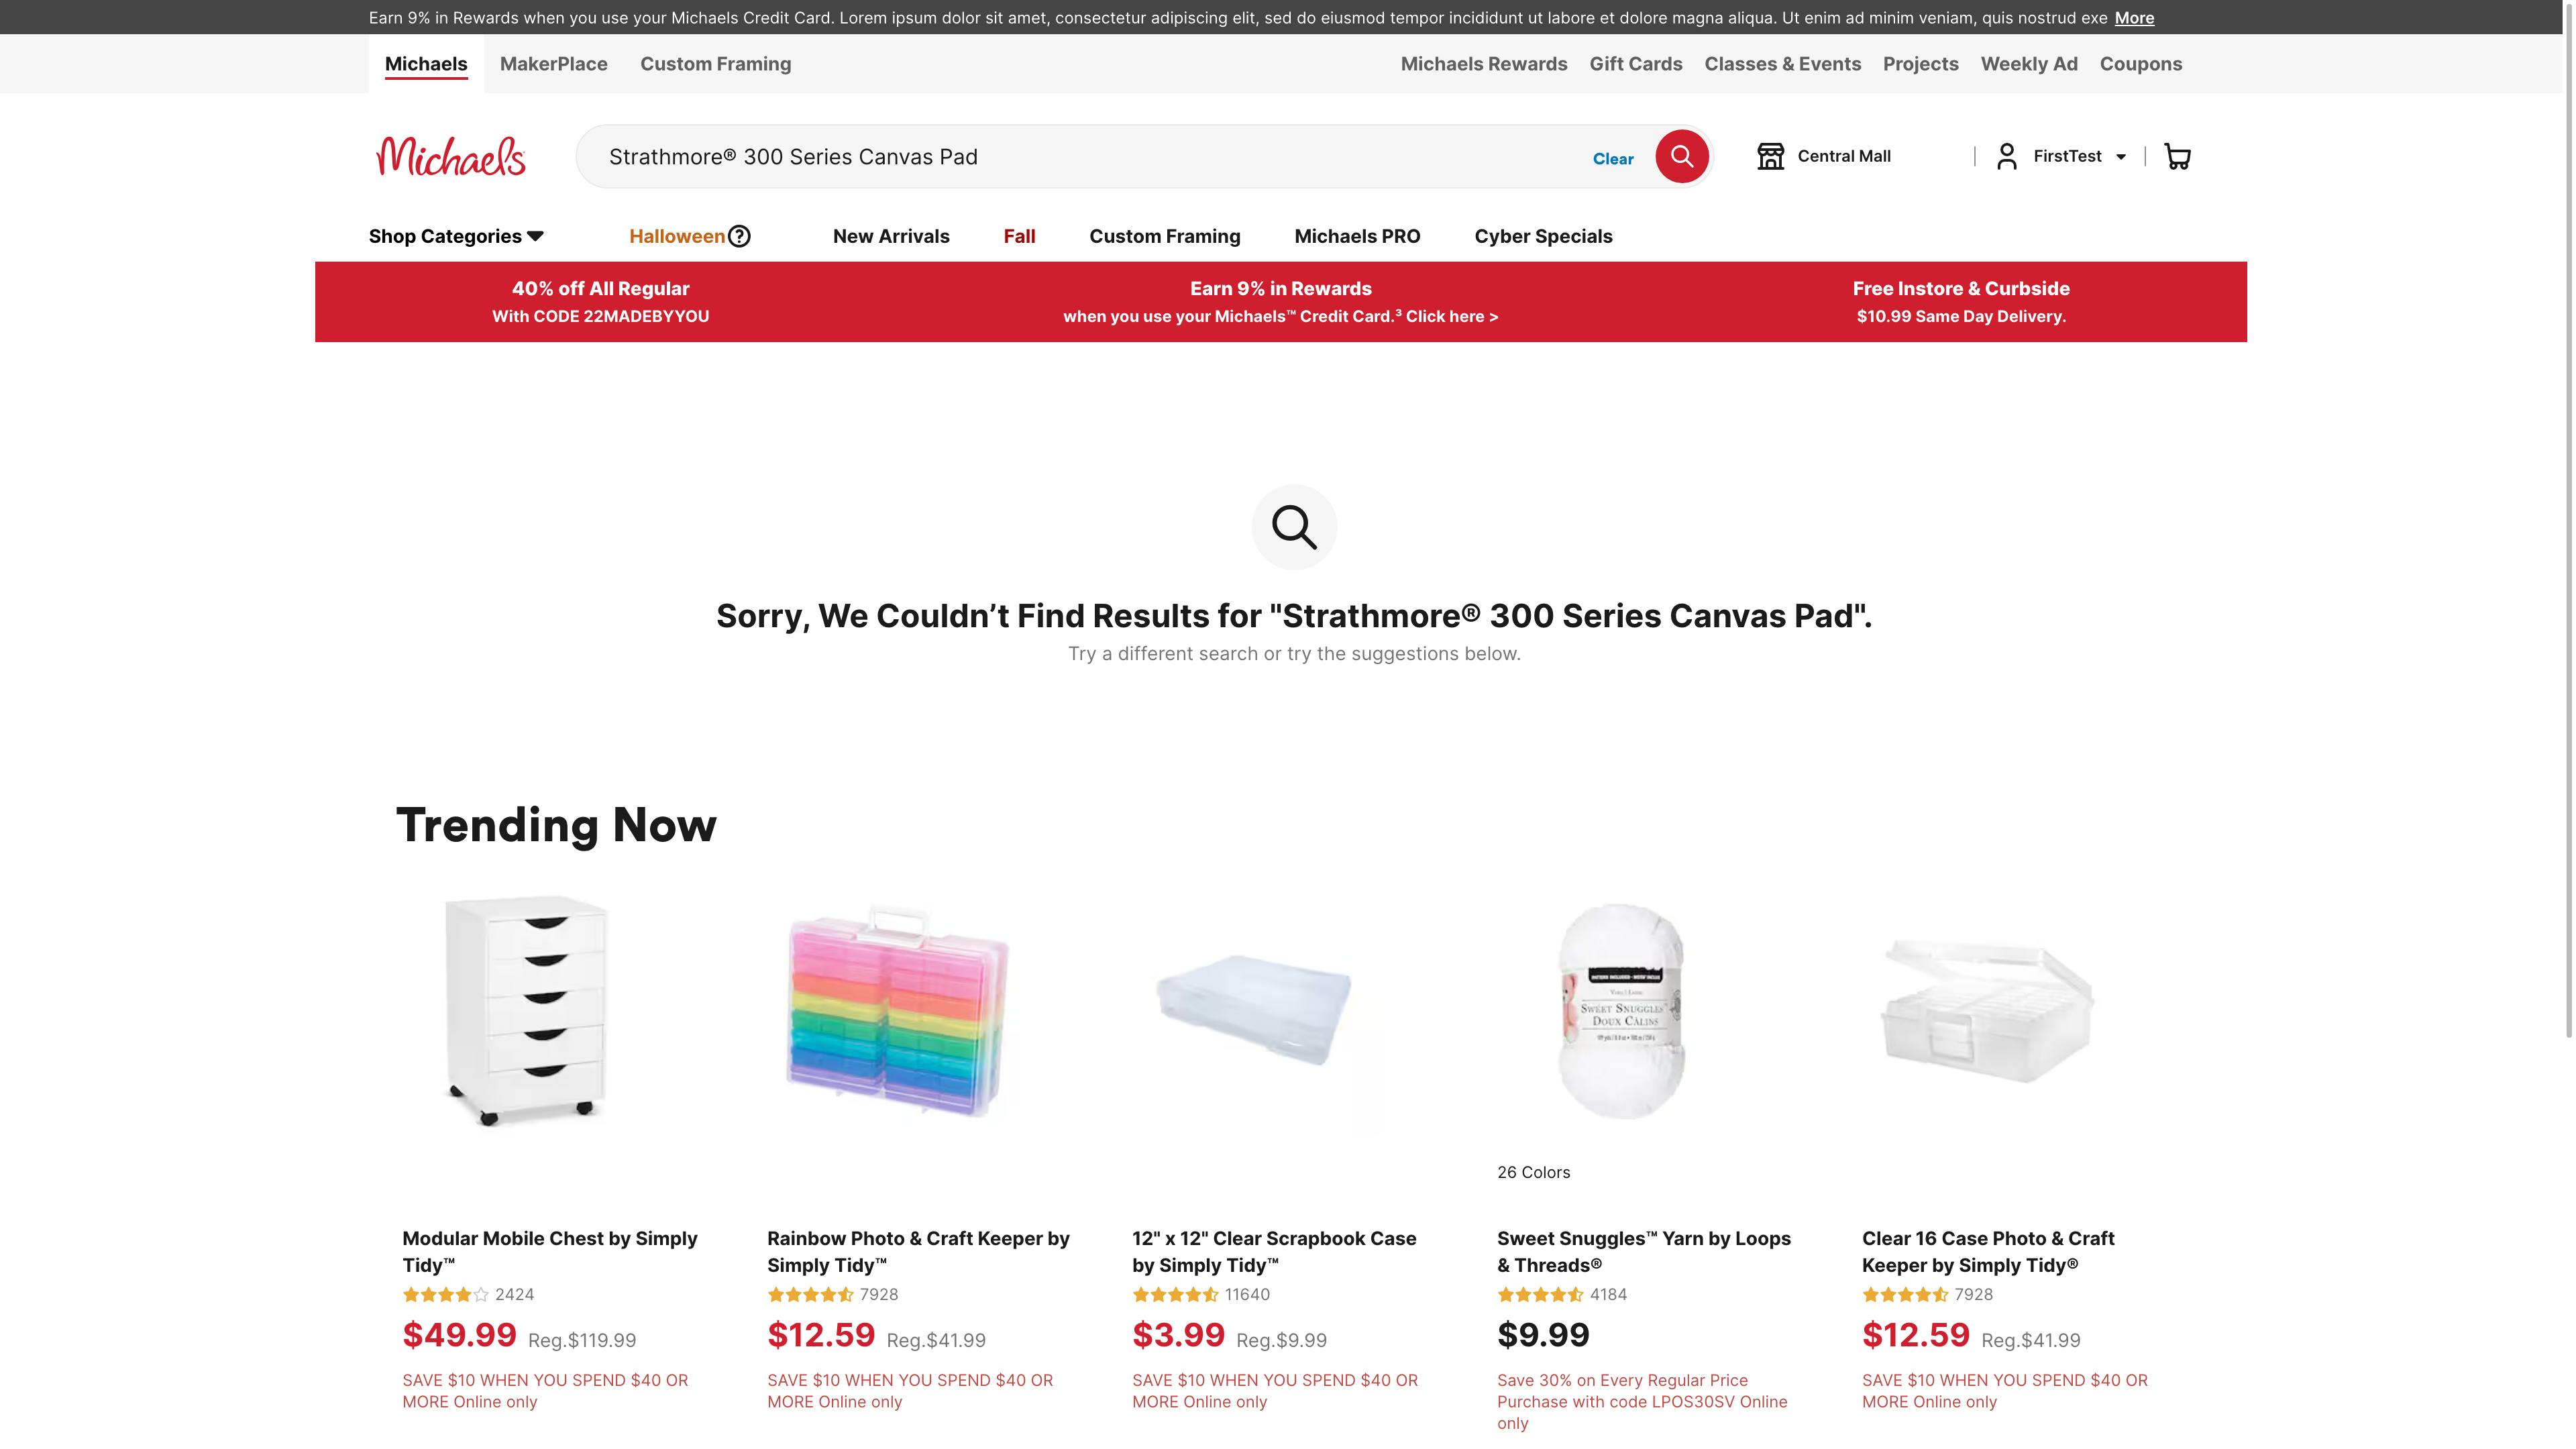 Earn 9% in Rewards when you use your Michaels Credit Card. Lorem ipsum dolor sit amet, consectetur adipiscing elit, sed do eiusmod tempor incididunt ut labore et dolore magna aliqua. Ut enim ad minim veniam, quis nostrud exe More
Michaels MakerPlace Custom Framing Michaels Rewards Gift Cards Classes & Events Projects Weekly Ad Coupons
Michaels Strathmore® 300 Series Canvas Pad Clear Central Mall FirstTest
Shop Categories Halloween New Arrivals Fall Custom Framing Michaels PRO Cyber Specials
40% off All Regular Earn 9% in Rewards Free Instore & Curbside
With CODE 22MADEBYYOU when you use your Michaels™ Credit Card.³ Click here > $10.99 Same Day Delivery.
Sorry, We Couldn’t Find Results for "Strathmore® 300 Series Canvas Pad".
Try a different search or try the suggestions below.
Trending Now
SWEET SNUGGLES™
DOUX CÂLINS
26 Colors
Modular Mobile Chest by Simply
Tidy™
2424
$49.99 Reg.$119.99
SAVE $10 WHEN YOU SPEND $40 OR
MORE Online only
Rainbow Photo & Craft Keeper by
Simply Tidy™
7928
$12.59 Reg.$41.99
SAVE $10 WHEN YOU SPEND $40 OR
MORE Online only
12" x 12" Clear Scrapbook Case
by Simply Tidy™
11640
$3.99 Reg.$9.99
SAVE $10 WHEN YOU SPEND $40 OR
MORE Online only
Sweet Snuggles™ Yarn by Loops
& Threads®
4184
$9.99
Save 30% on Every Regular Price
Purchase with code LPOS30SV Online
only
Clear 16 Case Photo & Craft
Keeper by Simply Tidy®
7928
$12.59 Reg.$41.99
SAVE $10 WHEN YOU SPEND $40 OR
MORE Online only